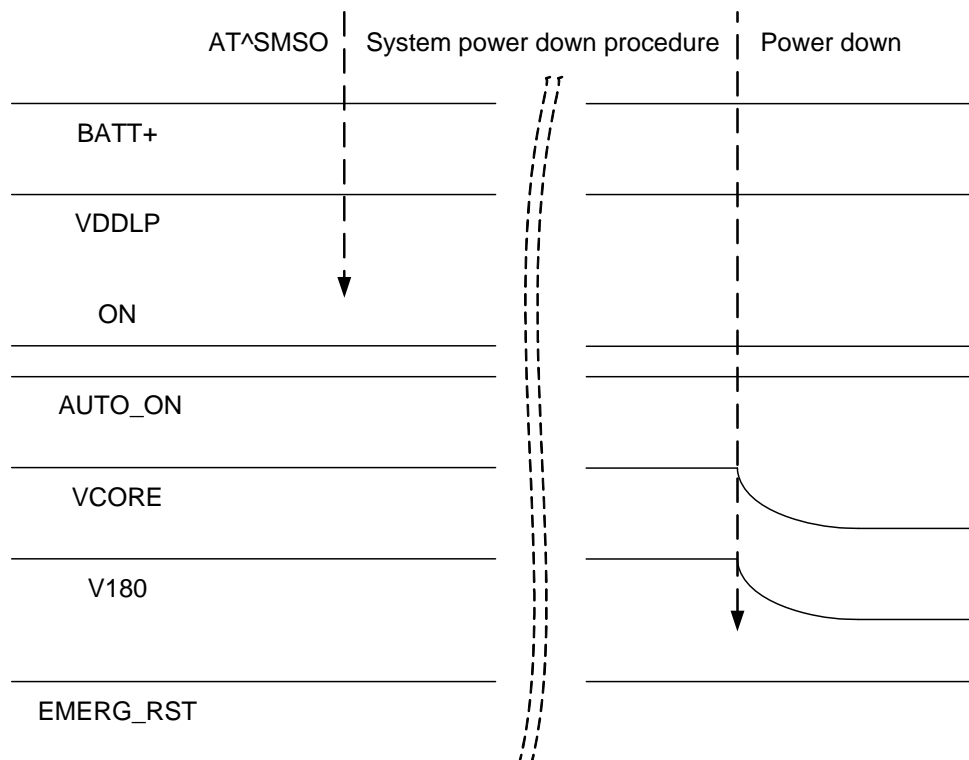 AT^SMSO
System power down procedure
Power down
BATT+
VDDLP
ON
AUTO_ON
VCORE
V180
EMERG_RST